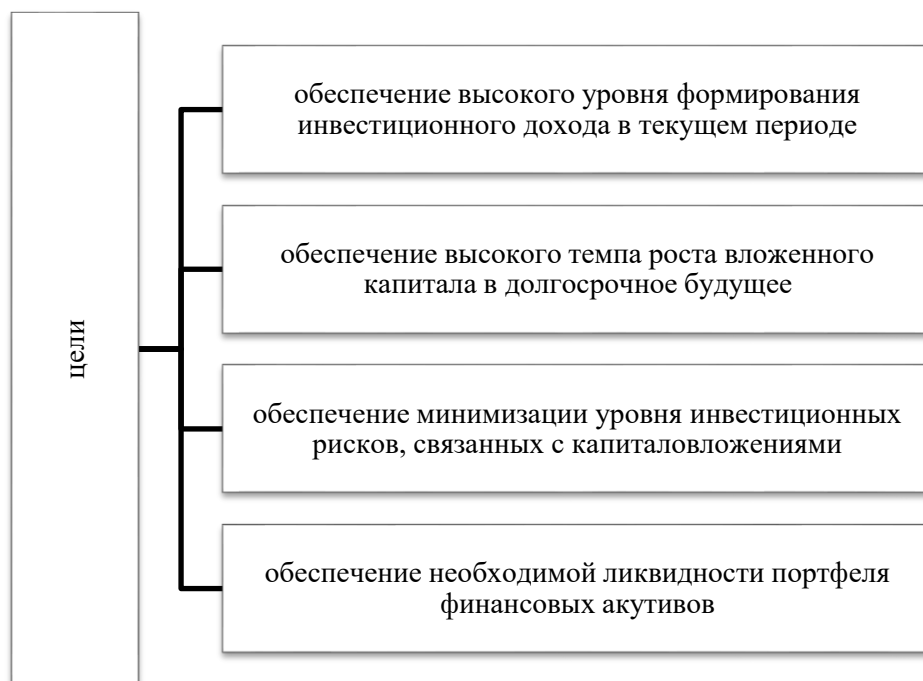 цели
обеспечение высокого уровня формирования
инвестиционного дохода в текущем периоде
обеспечение высокого темпа роста вложенного
капитала в долгосрочное будущее
обеспечение минимизации уровня инвестиционных
рисков, связанных с капиталовложениями
обеспечение необходимой ликвидности портфеля
финансовых акутивов